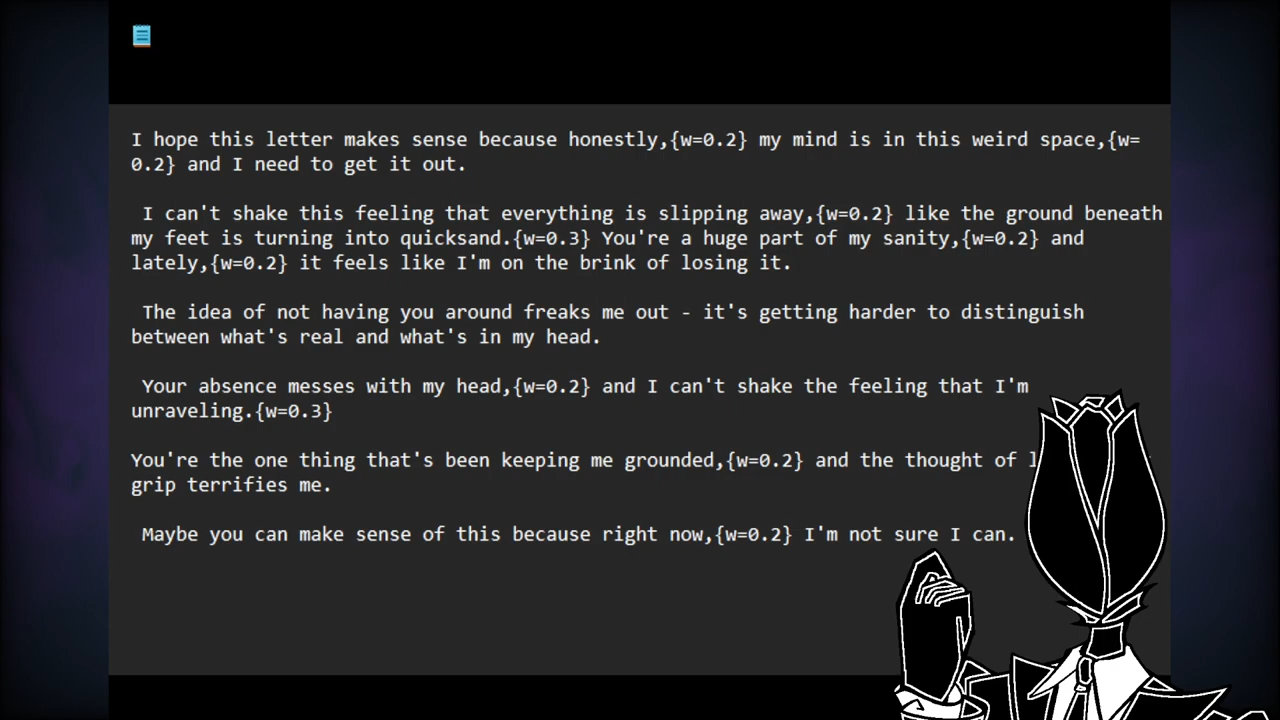 I hope this letter makes sense because honestly,{w=0.2} my mind is in this weird space,{w=
0.2} and I need to get it out.
I can't shake this feeling that everything is slipping away,{w=0.2} like the ground beneath
my feet is turning into quicksand.{w=0.3} You're a huge part of my sanity,{w=0.2} and
lately,{w=0.2} it feels like I'm on the brink of losing it.
The idea of not having you around freaks me out - it's getting harder to distinguish
between what's real and what's in my head.
Your absence messes with my head,{w=0.2} and I can't shake the feeling that I'm
unraveling.{w=0.3}
You're the one thing that's been keeping me grounded,{w=0.2} and the thought of
grip terrifies me.
Maybe you can make sense of this because right now,{w=0.2} I'm not sure I can.